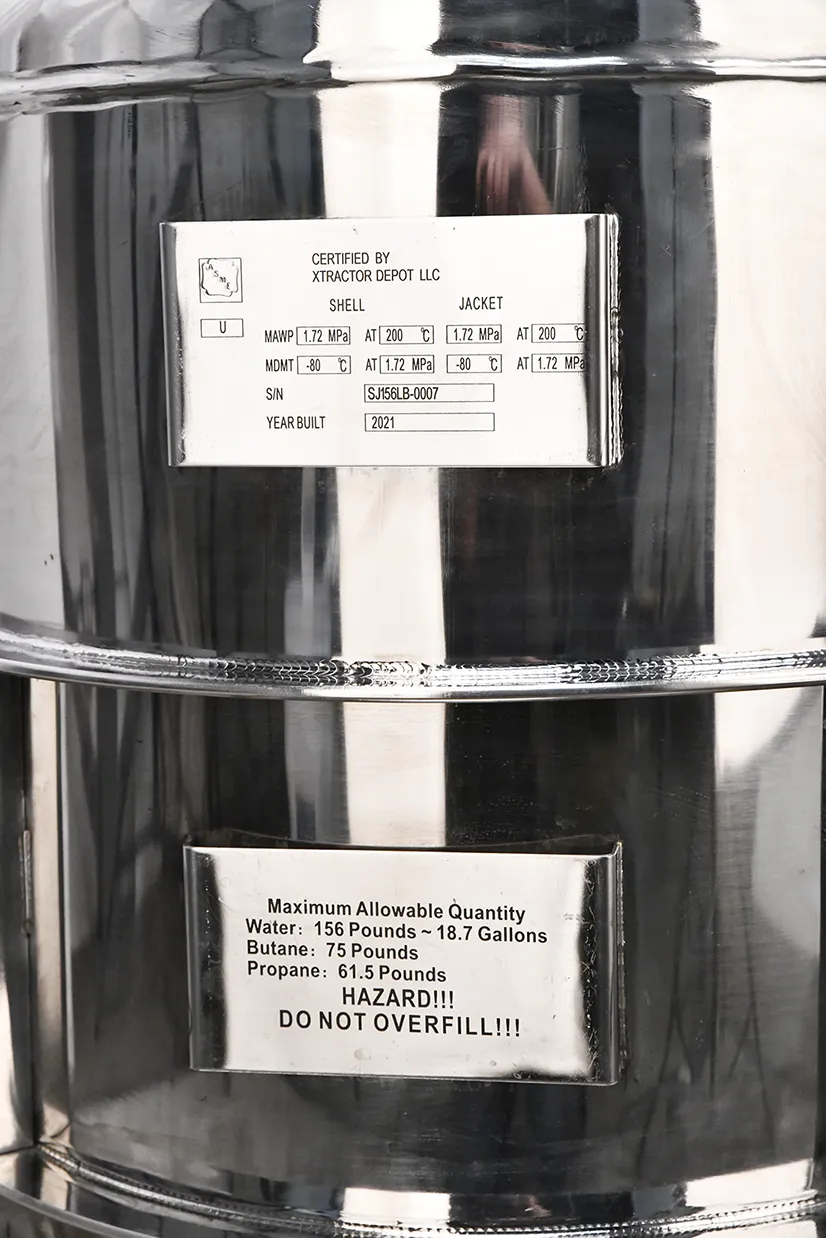 ASME
CERTIFIED BY
XTRACTOR DEPOT LLC
U
SHELL JACKET
MAWP 1.72 MPa AT 200 ℃ 1.72 MPa AT 200 ℃
MDMT -80 ℃ AT 1.72 MPa -80 ℃ AT 1.72 MPa
S/N SJ156LB-0007
YEAR BUILT 2021
Maximum Allowable Quantity
Water: 156 Pounds ~ 18.7 Gallons
Butane: 75 Pounds
Propane: 61.5 Pounds
HAZARD!!!
DO NOT OVERFILL!!!